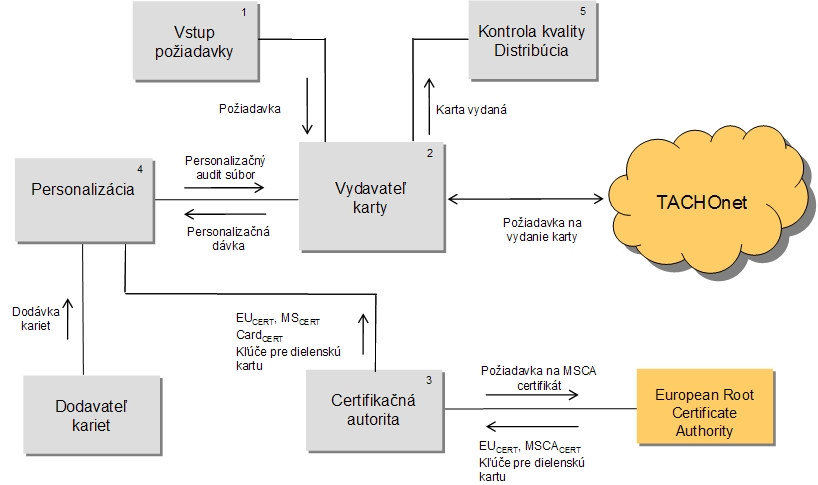 1
Vstup
požiadavky
5
Kontrola kvality
Distribúcia
Požiadavka
Karta vydaná
4
Personalizácia
Personalizačný
audit súbor
Personalizačná
dávka
2
Vydavateľ
karty
Požiadavka na
vydanie karty
TACHOnet
Dodávka
kariet
EUCERT, MSCERT
CardCERT
Kľúče pre dielenskú
kartu
Dodavateľ
kariet
3
Certifikačná
autorita
Požiadavka na MSCA
certifikát
EUCERT, MSCACERT
Kľúče pre dielenskú
kartu
European Root
Certificate
Authority